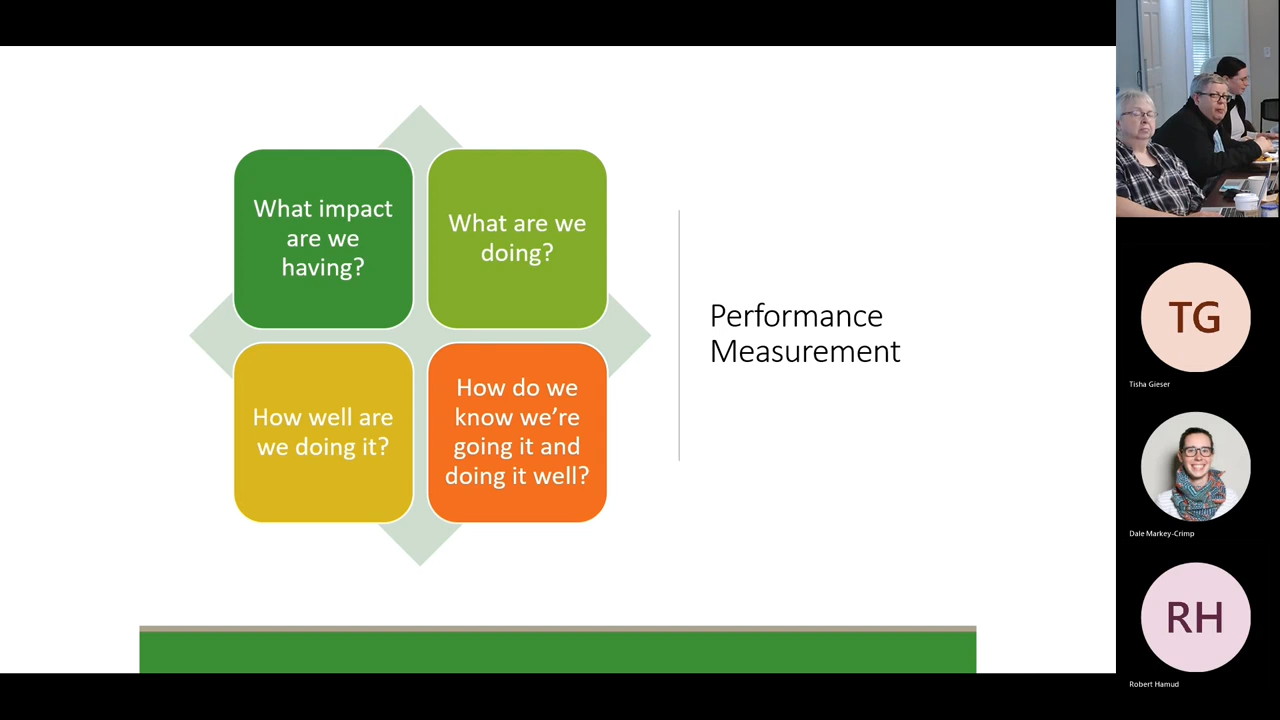 What impact
are we
having?
What are we
doing?
How well are
we doing it?
How do we
know we're
going it and
doing it well?
Performance
Measurement
TG
Tisha Gieser
Dale Markey-Crimp
RH
Robert Hamud